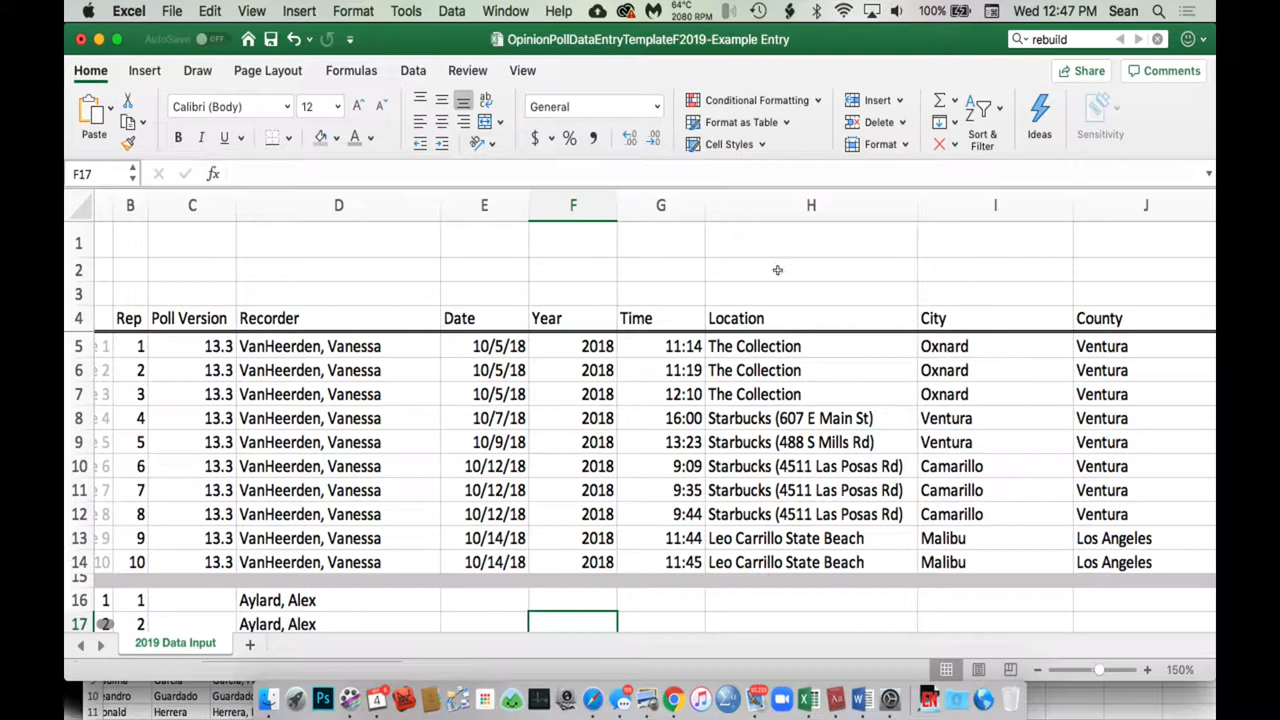 Excel File Edit View Insert Format Tools Data Window Help 64°C 2080 RPM 100% Wed 12:47 PM Sean
AutoSave OFF OpinionPollDataEntryTemplateF2019-Example Entry rebuild
Home Insert Draw Page Layout Formulas Data Review View Share Comments
Paste Calibri (Body) 12 General Conditional Formatting Format as Table Cell Styles Insert Delete Format Sort & Filter Ideas Sensitivity
F17 fx
B C D E F G H I J
1
2
3
4 Rep Poll Version Recorder Date Year Time Location City County
5 e 1 1 13.3 VanHeerden, Vanessa 10/5/18 2018 11:14 The Collection Oxnard Ventura
6 e 2 2 13.3 VanHeerden, Vanessa 10/5/18 2018 11:19 The Collection Oxnard Ventura
7 e 3 3 13.3 VanHeerden, Vanessa 10/5/18 2018 12:10 The Collection Oxnard Ventura
8 e 4 4 13.3 VanHeerden, Vanessa 10/7/18 2018 16:00 Starbucks (607 E Main St) Ventura Ventura
9 e 5 5 13.3 VanHeerden, Vanessa 10/9/18 2018 13:23 Starbucks (488 S Mills Rd) Ventura Ventura
10 e 6 6 13.3 VanHeerden, Vanessa 10/12/18 2018 9:09 Starbucks (4511 Las Posas Rd) Camarillo Ventura
11 e 7 7 13.3 VanHeerden, Vanessa 10/12/18 2018 9:35 Starbucks (4511 Las Posas Rd) Camarillo Ventura
12 e 8 8 13.3 VanHeerden, Vanessa 10/12/18 2018 9:44 Starbucks (4511 Las Posas Rd) Camarillo Ventura
13 e 9 9 13.3 VanHeerden, Vanessa 10/14/18 2018 11:44 Leo Carrillo State Beach Malibu Los Angeles
14 10 10 13.3 VanHeerden, Vanessa 10/14/18 2018 11:45 Leo Carrillo State Beach Malibu Los Angeles
15
16 1 1 Aylard, Alex
17 2 2 Aylard, Alex
2019 Data Input
150%
10 eandro Guardado Guardado
11 onald Herrera Herrera,